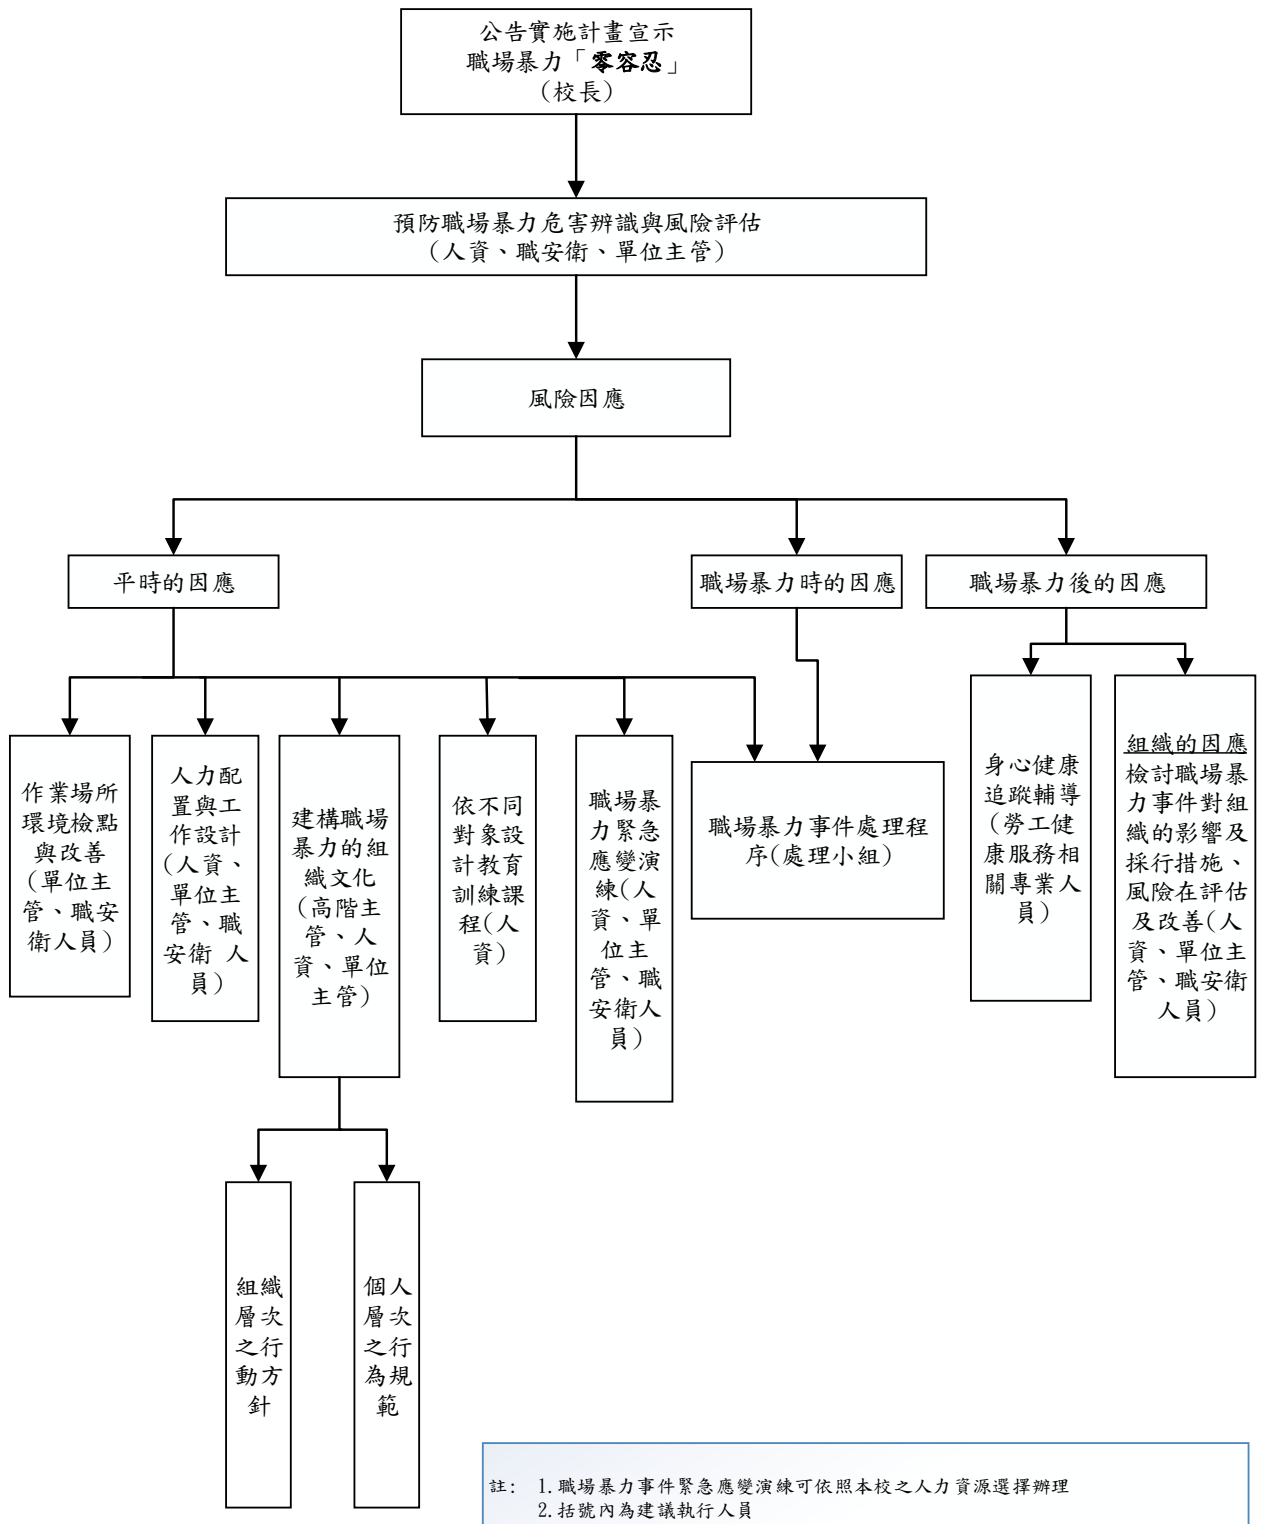 公告實施計畫宣示
職場暴力「零容忍」
（校長）
預防職場暴力危害辨識與風險評估
（人資、職安衛、單位主管）
風險因應
平時的因應
職場暴力時的因應
職場暴力後的因應
作業場所
環境檢點
與改善
（單位主
管、職安
衛人員）
人力配
置與工
作設計
(人資、
單位主
管、職
安衛 人
員)
建構職場
暴力的組
織文化
(高階主
管、人
資、單位
主管)
依不同
對象設
計教育
訓練課
程(人
資)
職場暴
力緊急
應變演
練(人
資、單
位主
管、職
安衛人
員)
職場暴力事件處理程
序(處理小組)
身心健康
追蹤輔導
(勞工健
康服務相
關專業人
員)
組織的因應
檢討職場暴
力事件對組
織的影響及
採行措施、
風險在評估
及改善(人
資、單位主
管、職安衛
人員)
組織
層次
之行
動方
針
個人
層次
之行
為規
範
註: 1.職場暴力事件緊急應變演練可依照本校之人力資源選擇辦理
2.括號內為建議執行人員